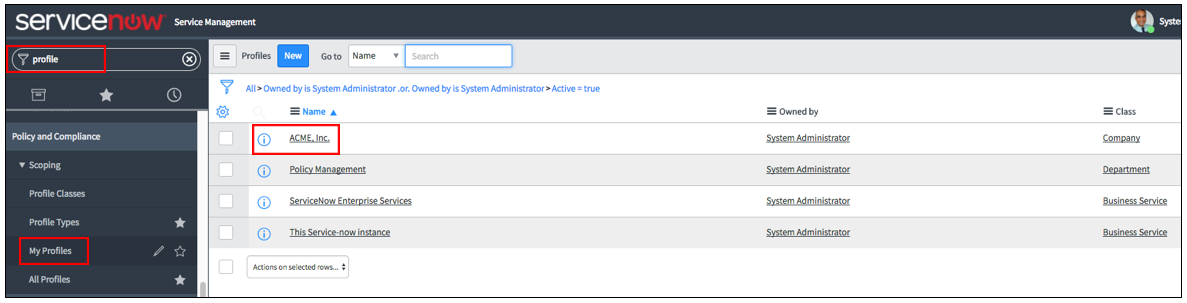 servicenow Service Management
Syste
profile
Profiles New Go to Name Search
All > Owned by is System Administrator .or. Owned by is System Administrator > Active = true
Name Owned by Class
Policy and Compliance
Scoping
Profile Classes
Profile Types
My Profiles
All Profiles
ACME, Inc. System Administrator Company
Policy Management System Administrator Department
ServiceNow Enterprise Services System Administrator Business Service
This Service-now instance System Administrator Business Service
Actions on selected rows...